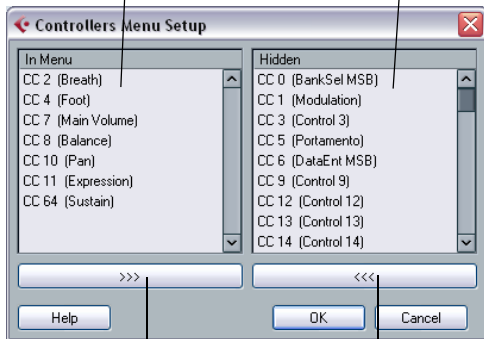 Controllers Menu Setup
In Menu
CC 2 (Breath)
CC 4 (Foot)
CC 7 (Main Volume)
CC 8 (Balance)
CC 10 (Pan)
CC 11 (Expression)
CC 64 (Sustain)
Hidden
CC 0 (BankSel MSB)
CC 1 (Modulation)
CC 3 (Control 3)
CC 5 (Portamento)
CC 6 (DataEnt MSB)
CC 9 (Control 9)
CC 12 (Control 12)
CC 13 (Control 13)
CC 14 (Control 14)
>>>
<<<
Help
OK
Cancel